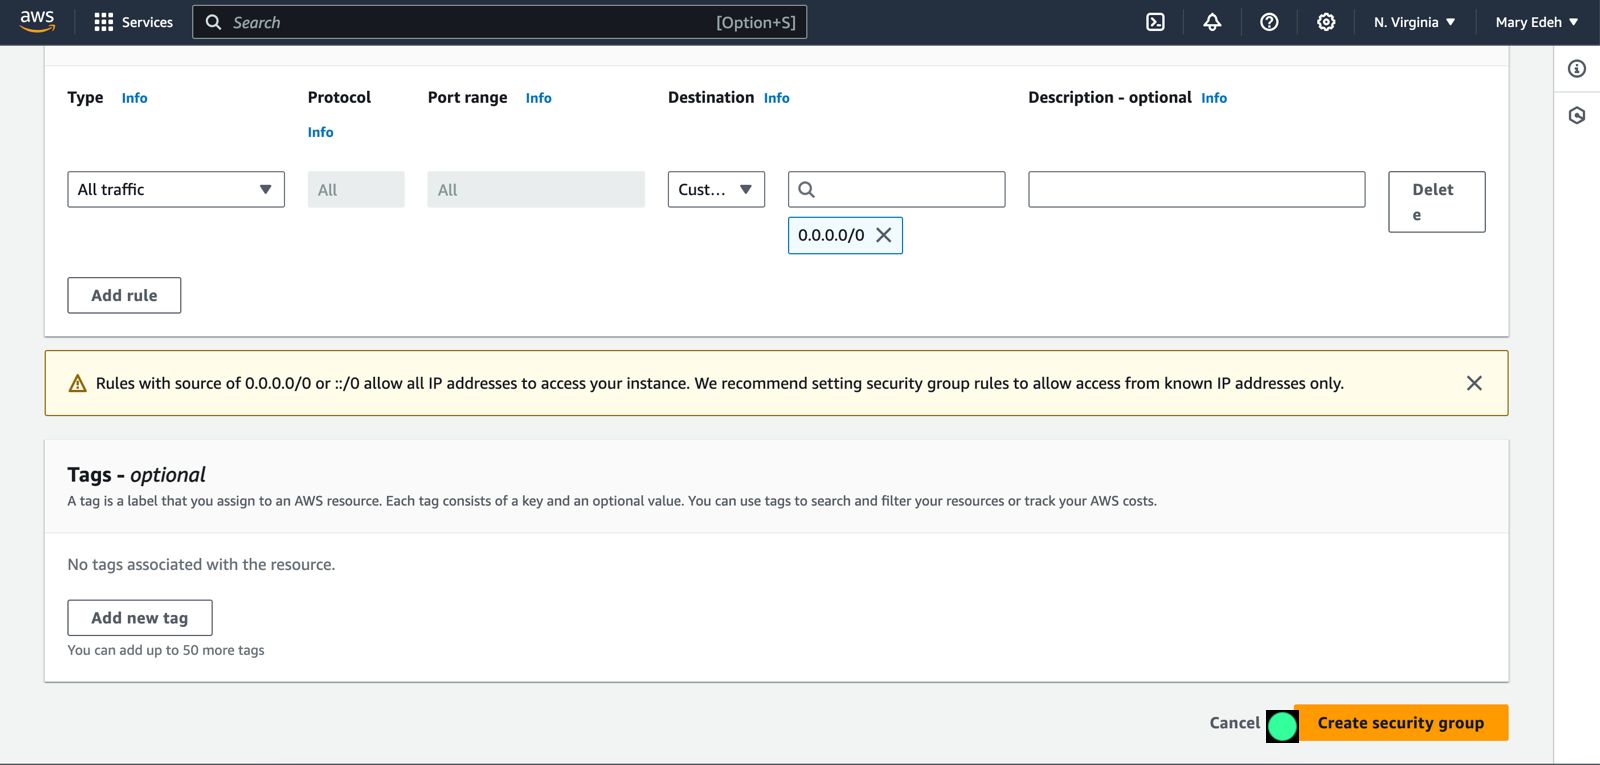 aws Services Search [Option+S] N. Virginia Mary Edeh
Type Info Protocol Info Port range Info Destination Info Description - optional Info
All traffic All All Cust... Delete
0.0.0.0/0
Add rule
Rules with source of 0.0.0.0/0 or ::/0 allow all IP addresses to access your instance. We recommend setting security group rules to allow access from known IP addresses only.
Tags - optional
A tag is a label that you assign to an AWS resource. Each tag consists of a key and an optional value. You can use tags to search and filter your resources or track your AWS costs.
No tags associated with the resource.
Add new tag
You can add up to 50 more tags
Cancel Create security group